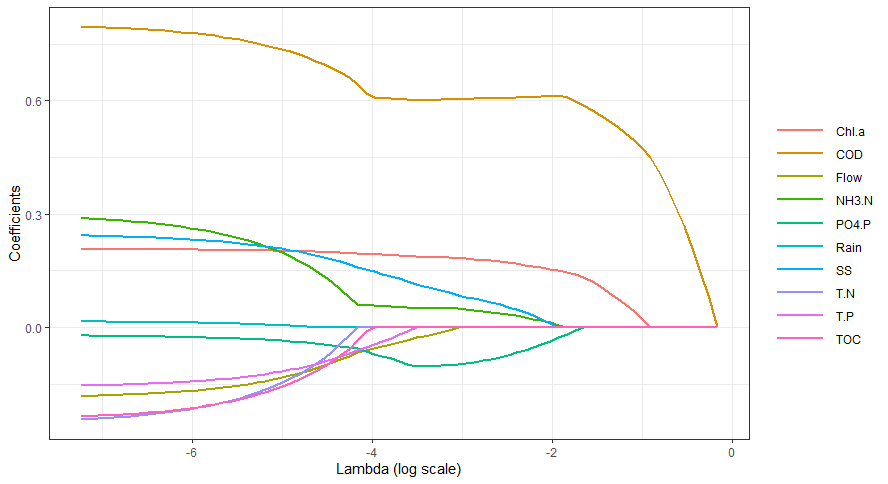 Coefficients
0.6
0.3
0.0
-6
-4
-2
0
Lambda (log scale)
Chl.a
COD
Flow
NH3.N
PO4.P
Rain
SS
T.N
T.P
TOC